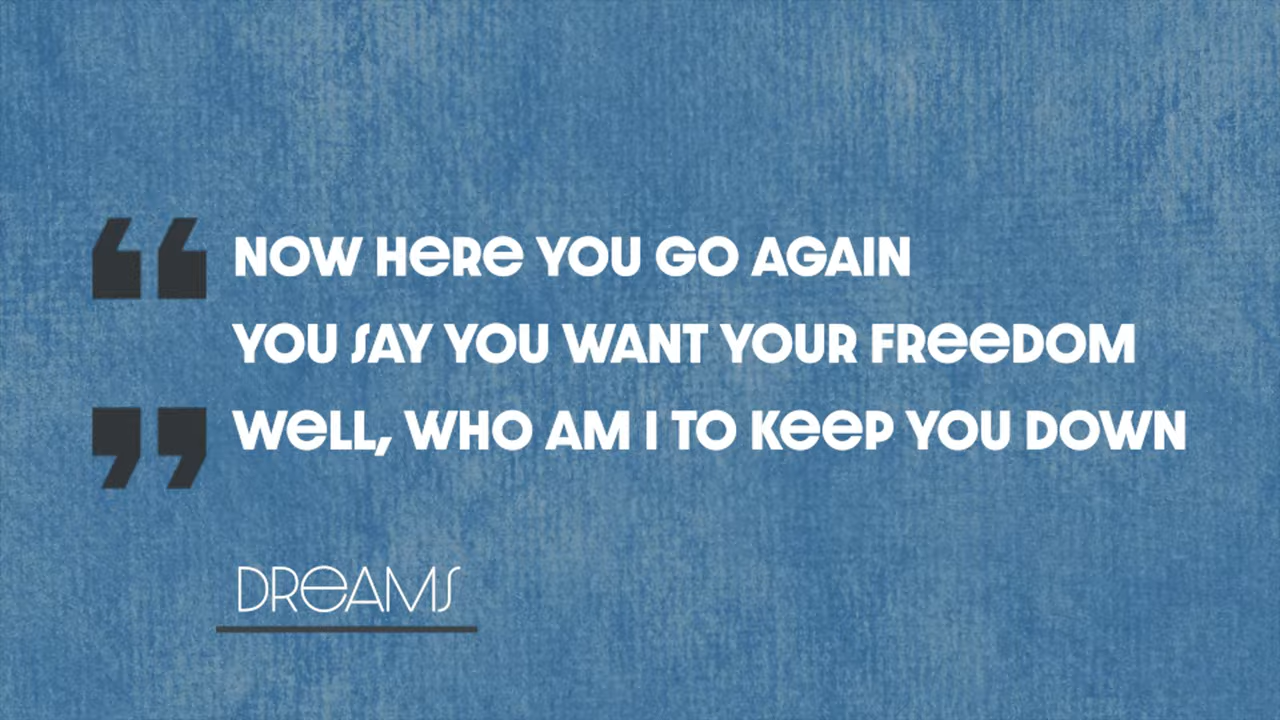 “ NOW HERE YOU GO AGAIN
YOU SAY YOU WANT YOUR FREEDOM
” WELL, WHO AM I TO KEEP YOU DOWN
DREAMS